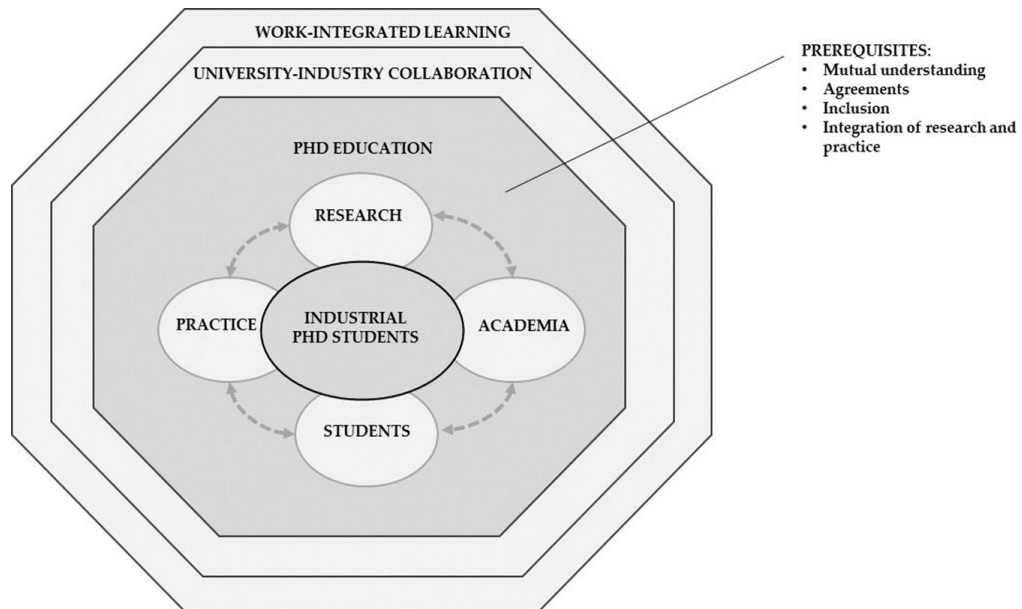 WORK-INTEGRATED LEARNING
UNIVERSITY-INDUSTRY COLLABORATION
PHD EDUCATION
RESEARCH
PRACTICE
INDUSTRIAL
PHD STUDENTS
ACADEMIA
STUDENTS
PREREQUISITES:
• Mutual understanding
• Agreements
• Inclusion
• Integration of research and
practice